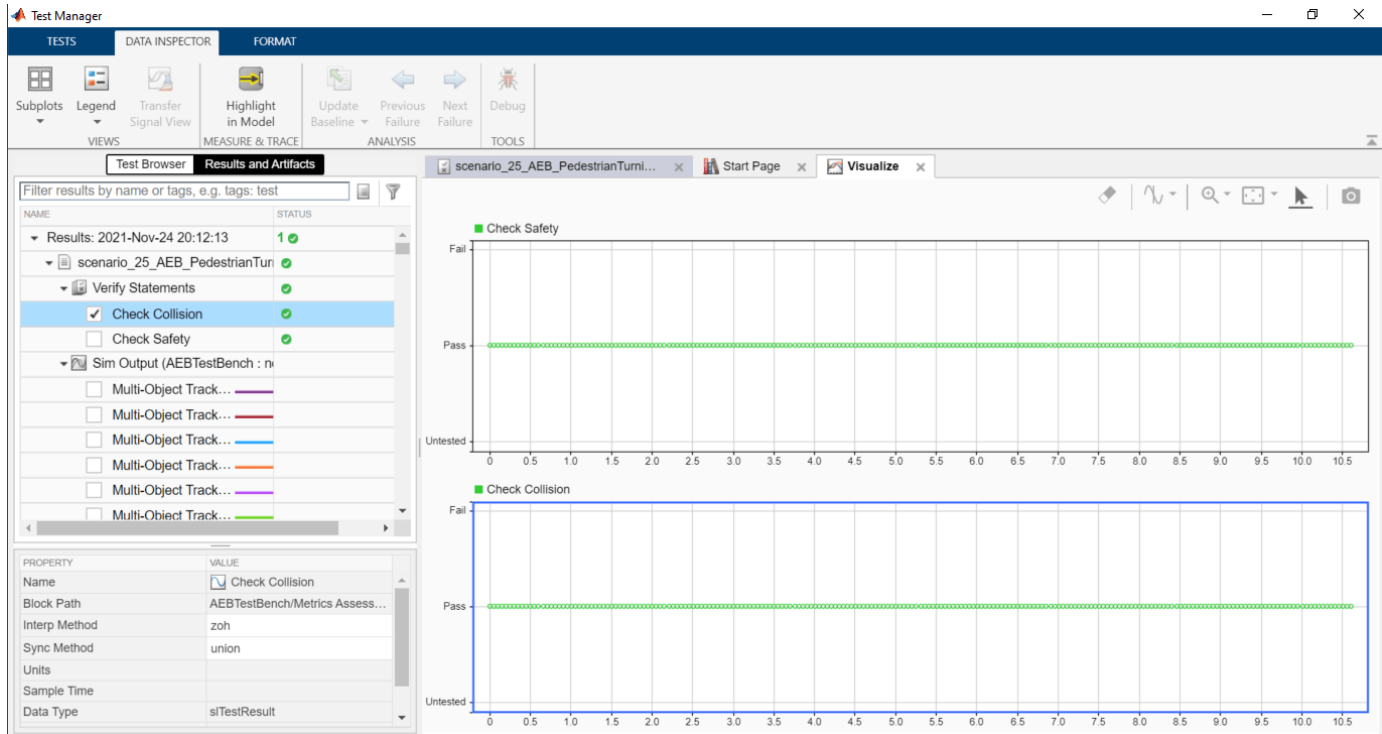 Test Manager
TESTS DATA INSPECTOR FORMAT
Subplots Legend Transfer Signal View Highlight in Model Update Baseline Previous Failure Next Failure Debug
VIEWS MEASURE & TRACE ANALYSIS TOOLS
Test Browser Results and Artifacts
Filter results by name or tags, e.g. tags: test
NAME STATUS
Results: 2021-Nov-24 20:12:13 1
scenario_25_AEB_PedestrianTurn
Verify Statements
Check Collision
Check Safety
Sim Output (AEBTestBench : n
Multi-Object Track...
Multi-Object Track...
Multi-Object Track...
Multi-Object Track...
Multi-Object Track...
Multi-Object Track...
PROPERTY VALUE
Name Check Collision
Block Path AEBTestBench/Metrics Assess...
Interp Method zoh
Sync Method union
Units
Sample Time
Data Type slTestResult
scenario_25_AEB_PedestrianTurni... Start Page Visualize
Check Safety
Fail
Pass
Untested
0 0.5 1.0 1.5 2.0 2.5 3.0 3.5 4.0 4.5 5.0 5.5 6.0 6.5 7.0 7.5 8.0 8.5 9.0 9.5 10.0 10.5
Check Collision
Fail
Pass
Untested
0 0.5 1.0 1.5 2.0 2.5 3.0 3.5 4.0 4.5 5.0 5.5 6.0 6.5 7.0 7.5 8.0 8.5 9.0 9.5 10.0 10.5